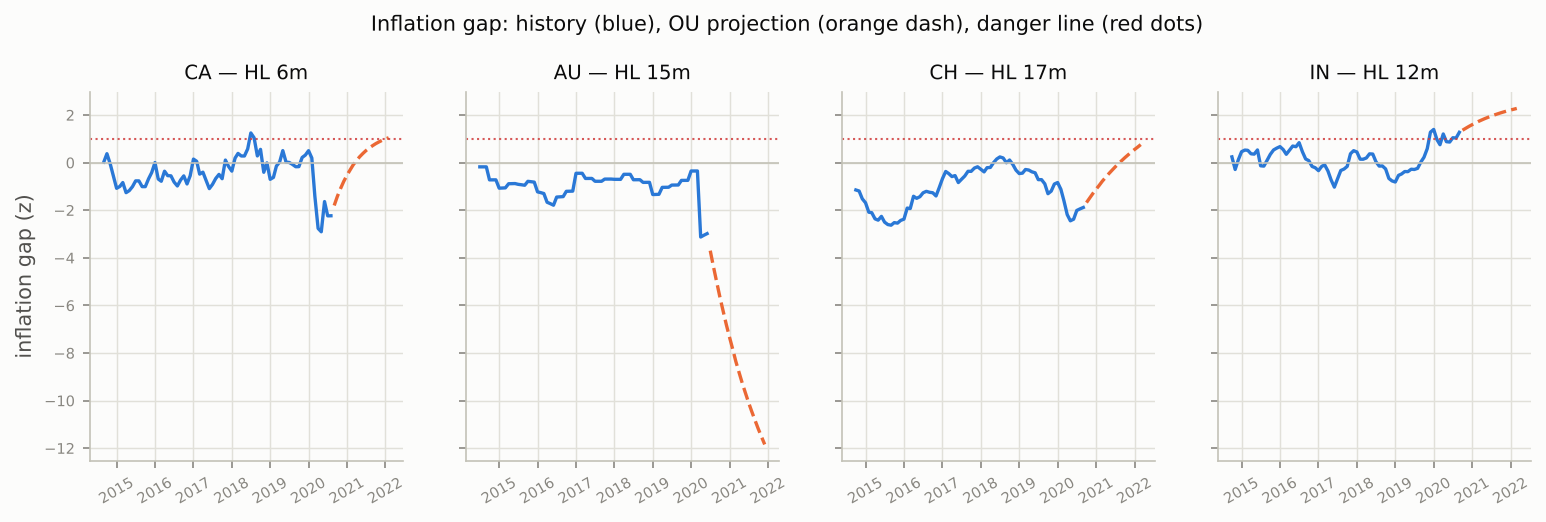 Inflation gap: history (blue), OU projection (orange dash), danger line (red dots)
CA — HL 6m
AU — HL 15m
CH — HL 17m
IN — HL 12m
inflation gap (z)
2
0
−2
−4
−6
−8
−10
−12
2015 2016 2017 2018 2019 2020 2021 2022
2015 2016 2017 2018 2019 2020 2021 2022
2015 2016 2017 2018 2019 2020 2021 2022
2015 2016 2017 2018 2019 2020 2021 2022